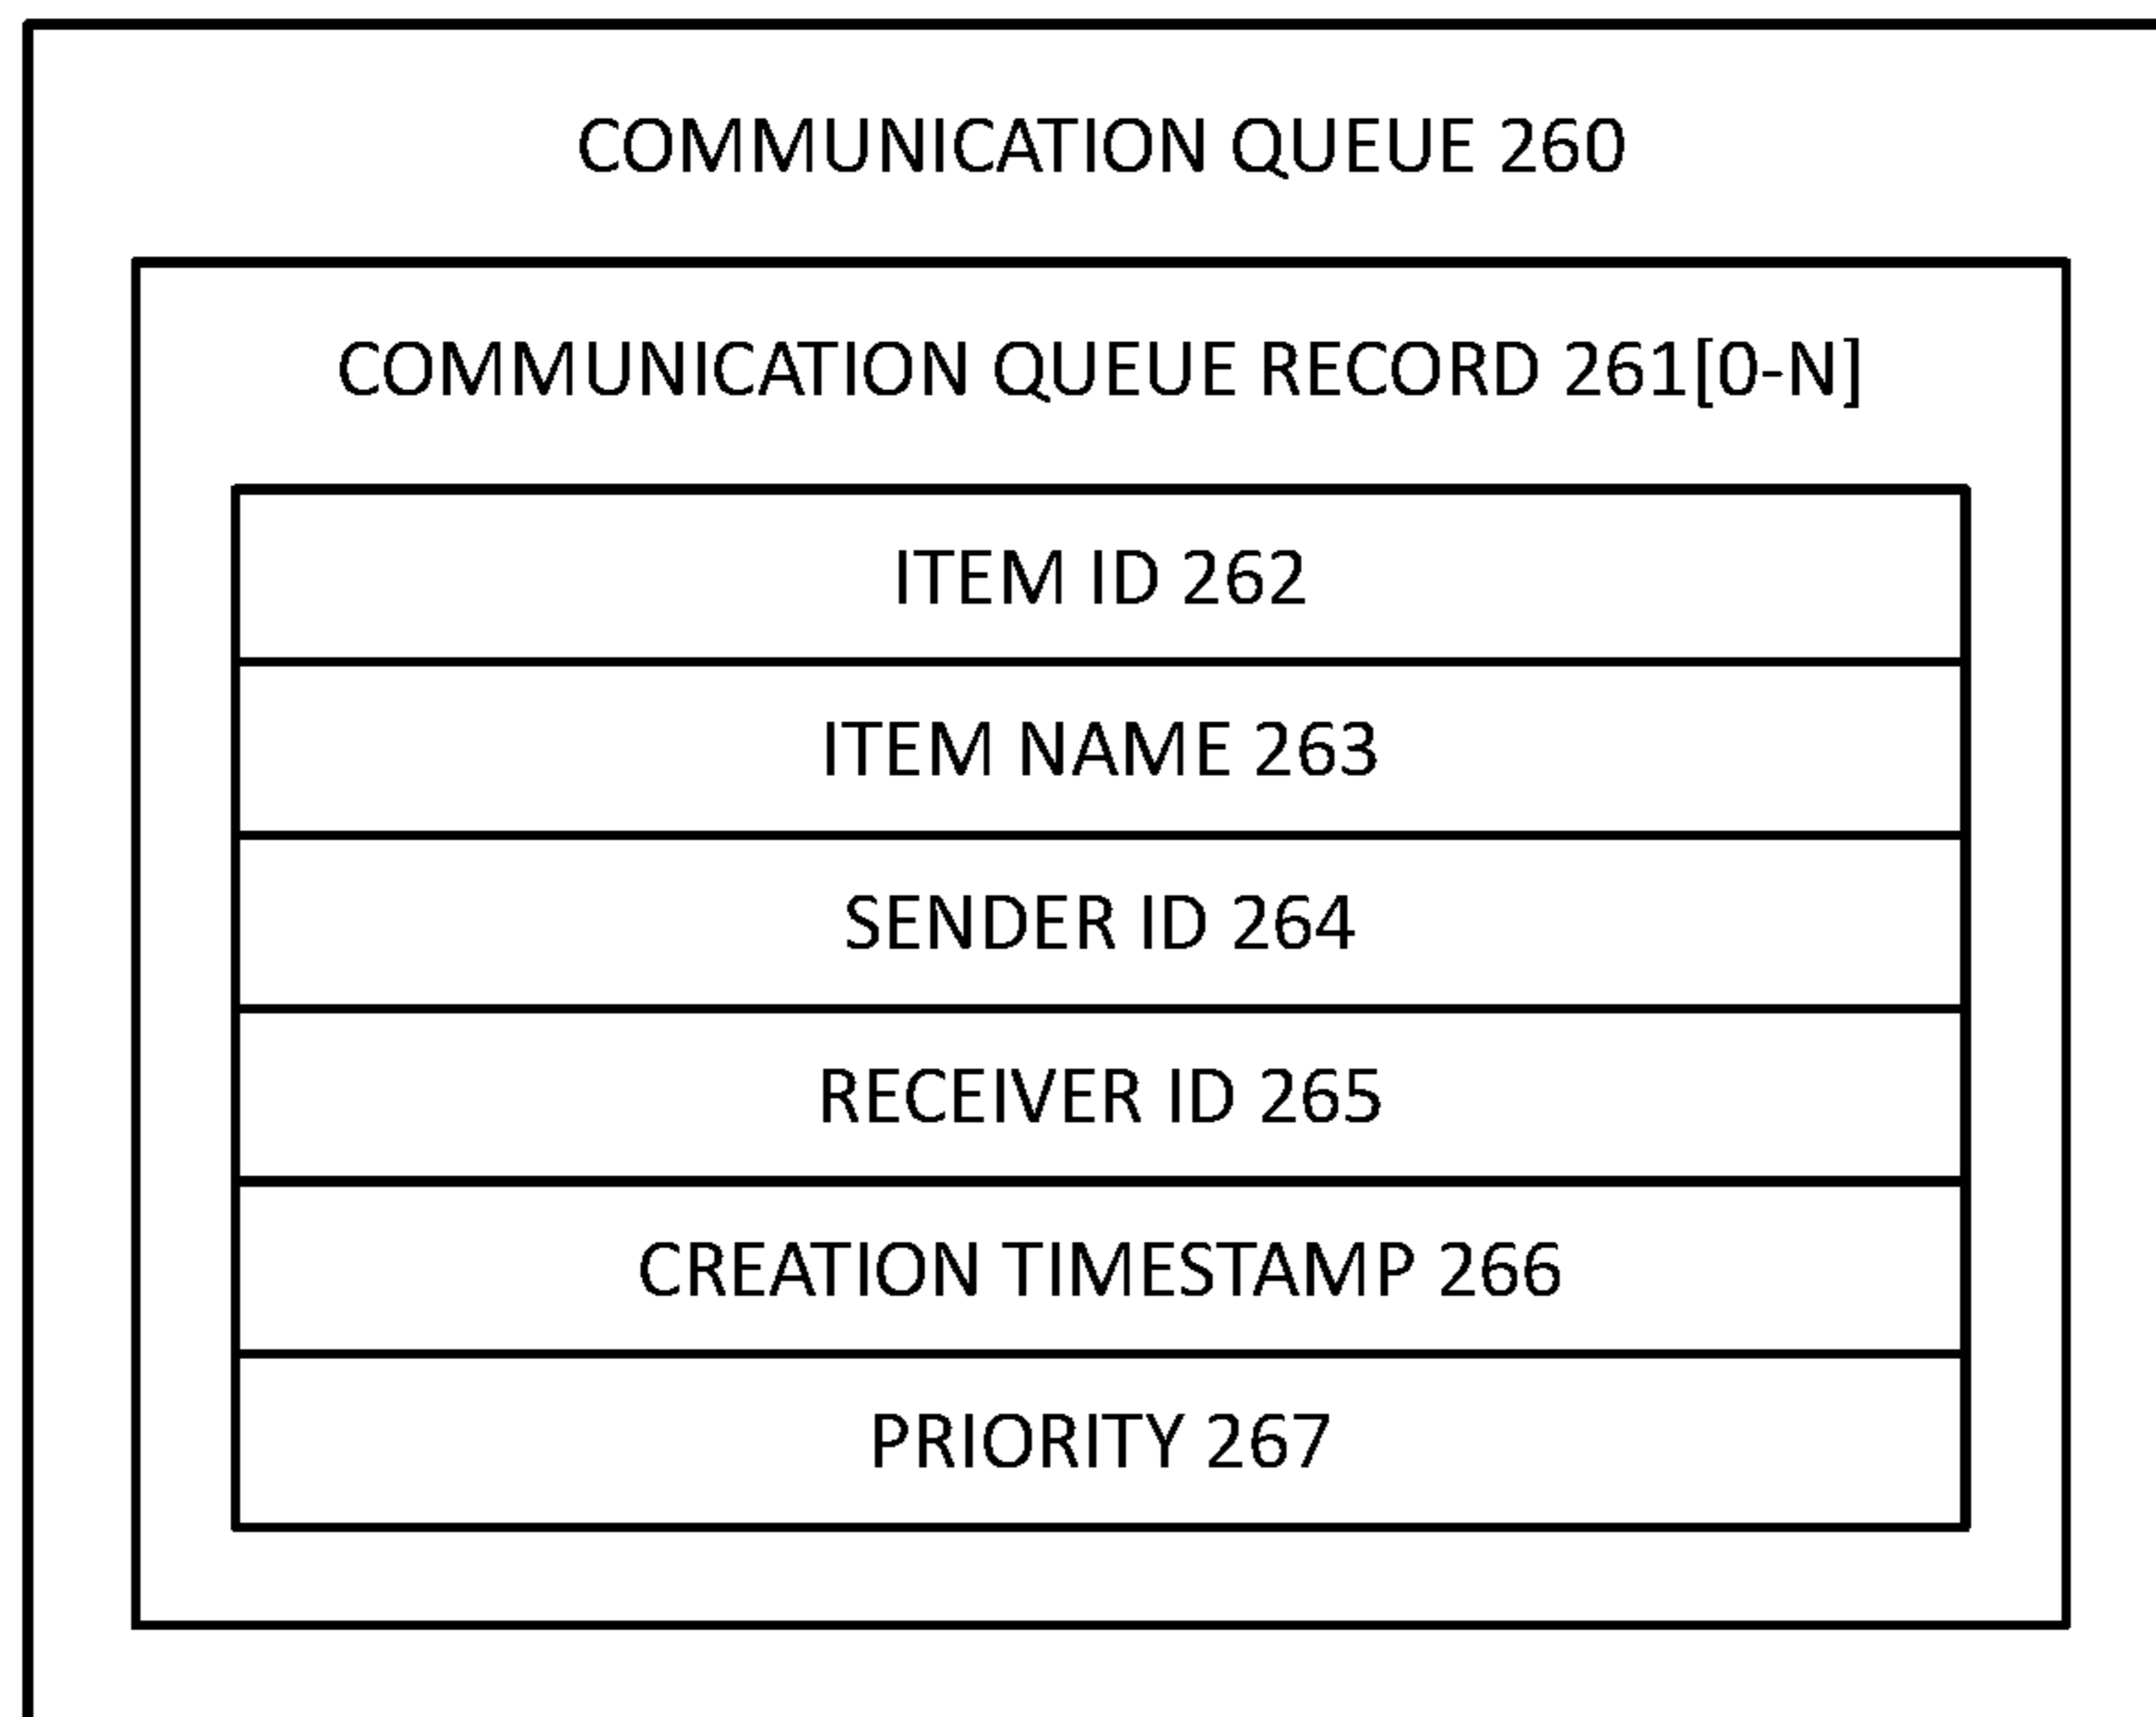 COMMUNICATION QUEUE 260
COMMUNICATION QUEUE RECORD 261[0-N]
ITEM ID 262
ITEM NAME 263
SENDER ID 264
RECEIVER ID 265
CREATION TIMESTAMP 266
PRIORITY 267